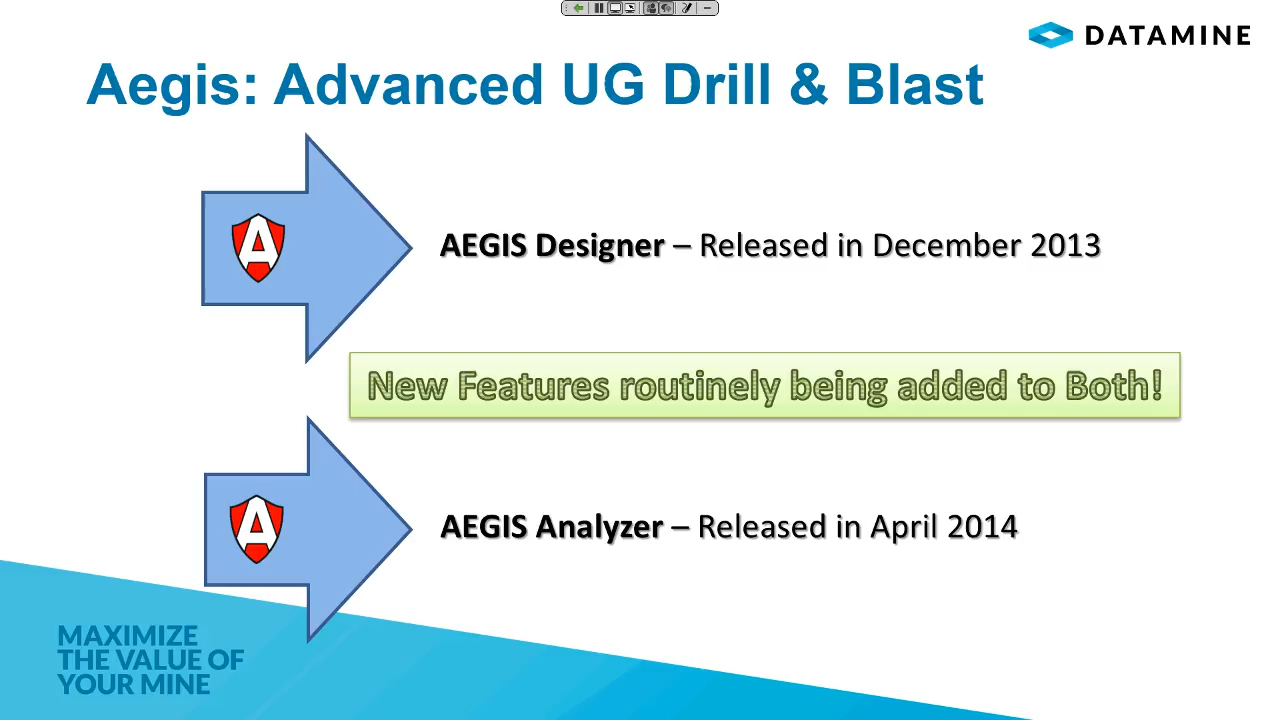 DATAMINE
Aegis: Advanced UG Drill & Blast
A
AEGIS Designer – Released in December 2013
New Features routinely being added to Both!
A
AEGIS Analyzer – Released in April 2014
MAXIMIZE
THE VALUE OF
YOUR MINE